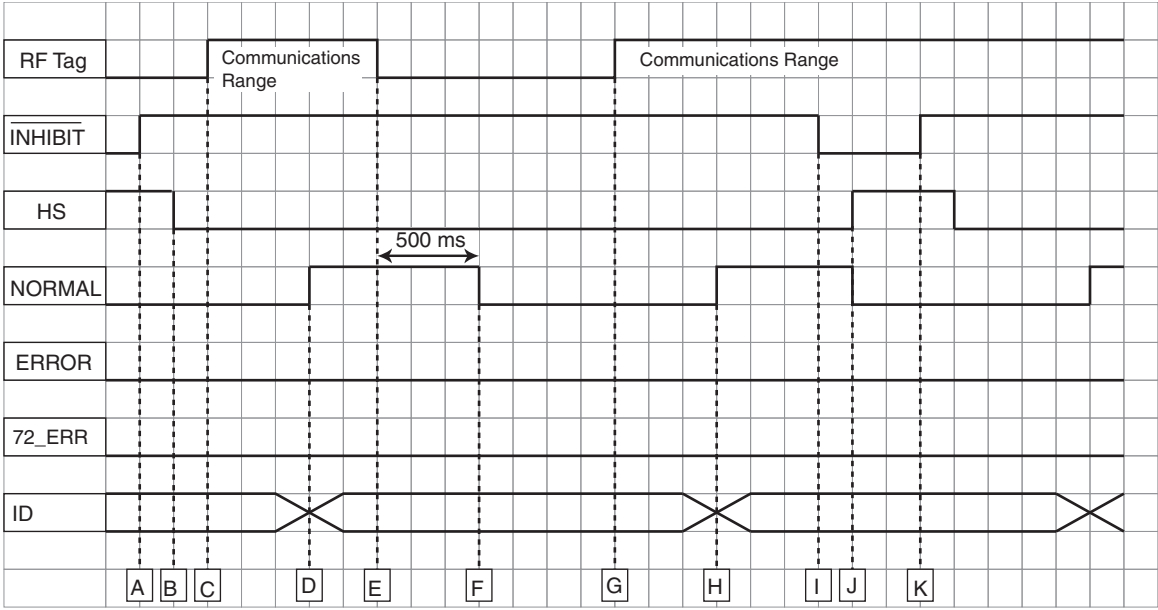 RF Tag
Communications
Range
Communications Range
INHIBIT
HS
500 ms
NORMAL
ERROR
72_ERR
ID
A B C D E F G H I J K